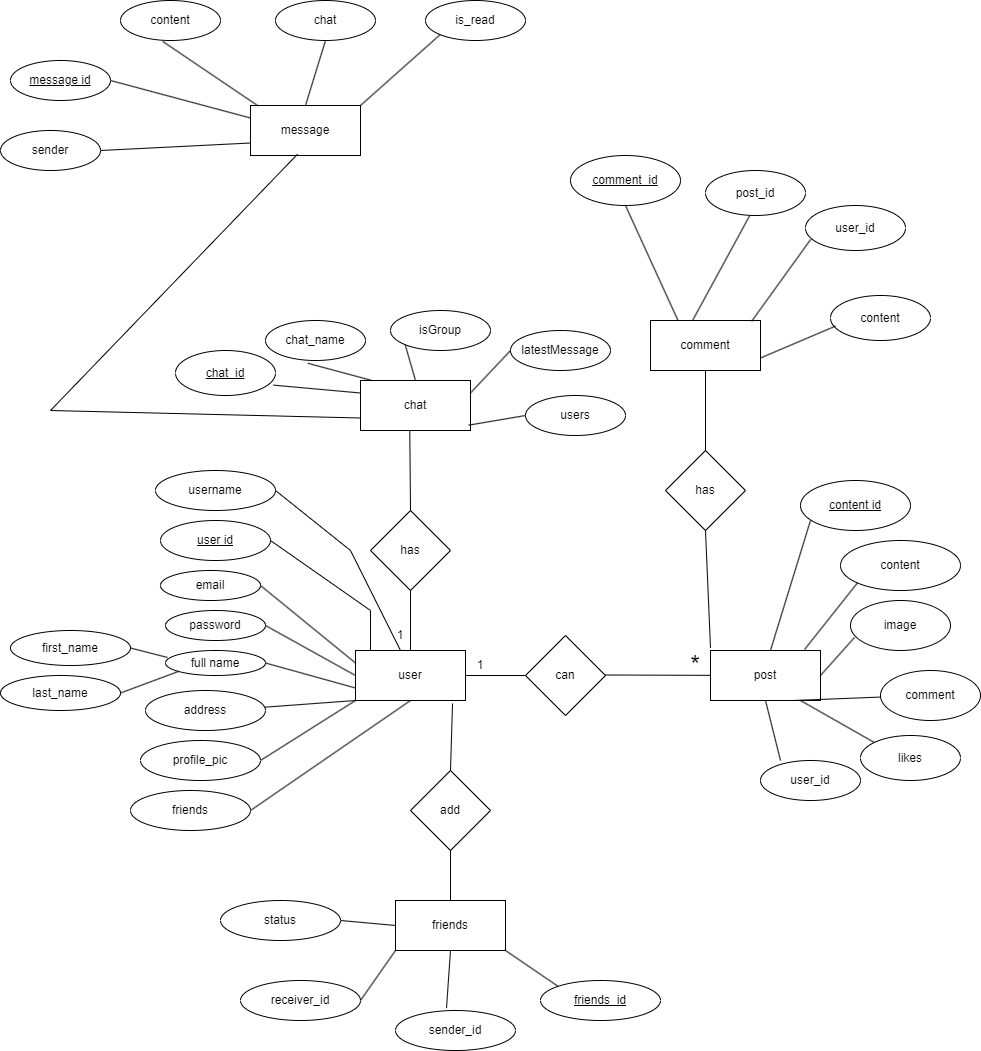 content
chat
is_read
message id
message
sender
comment_id
post_id
user_id
content
comment
chat_name
isGroup
latestMessage
chat_id
chat
users
username
has
has
content id
user id
content
email
password
image
1
first_name
full name
last_name
user
1
can
*
post
comment
address
profile_pic
likes
user_id
friends
add
status
friends
receiver_id
sender_id
friends_id